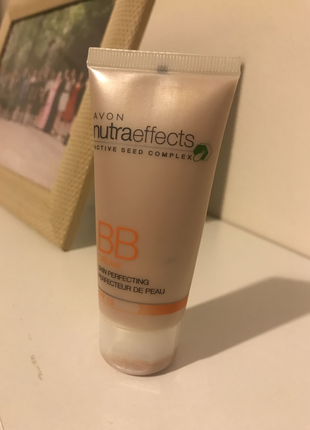 AVON
nutraeffects
ACTIVE SEED COMPLEX
BB
SKIN PERFECTING
PERFECTEUR DE PEAU